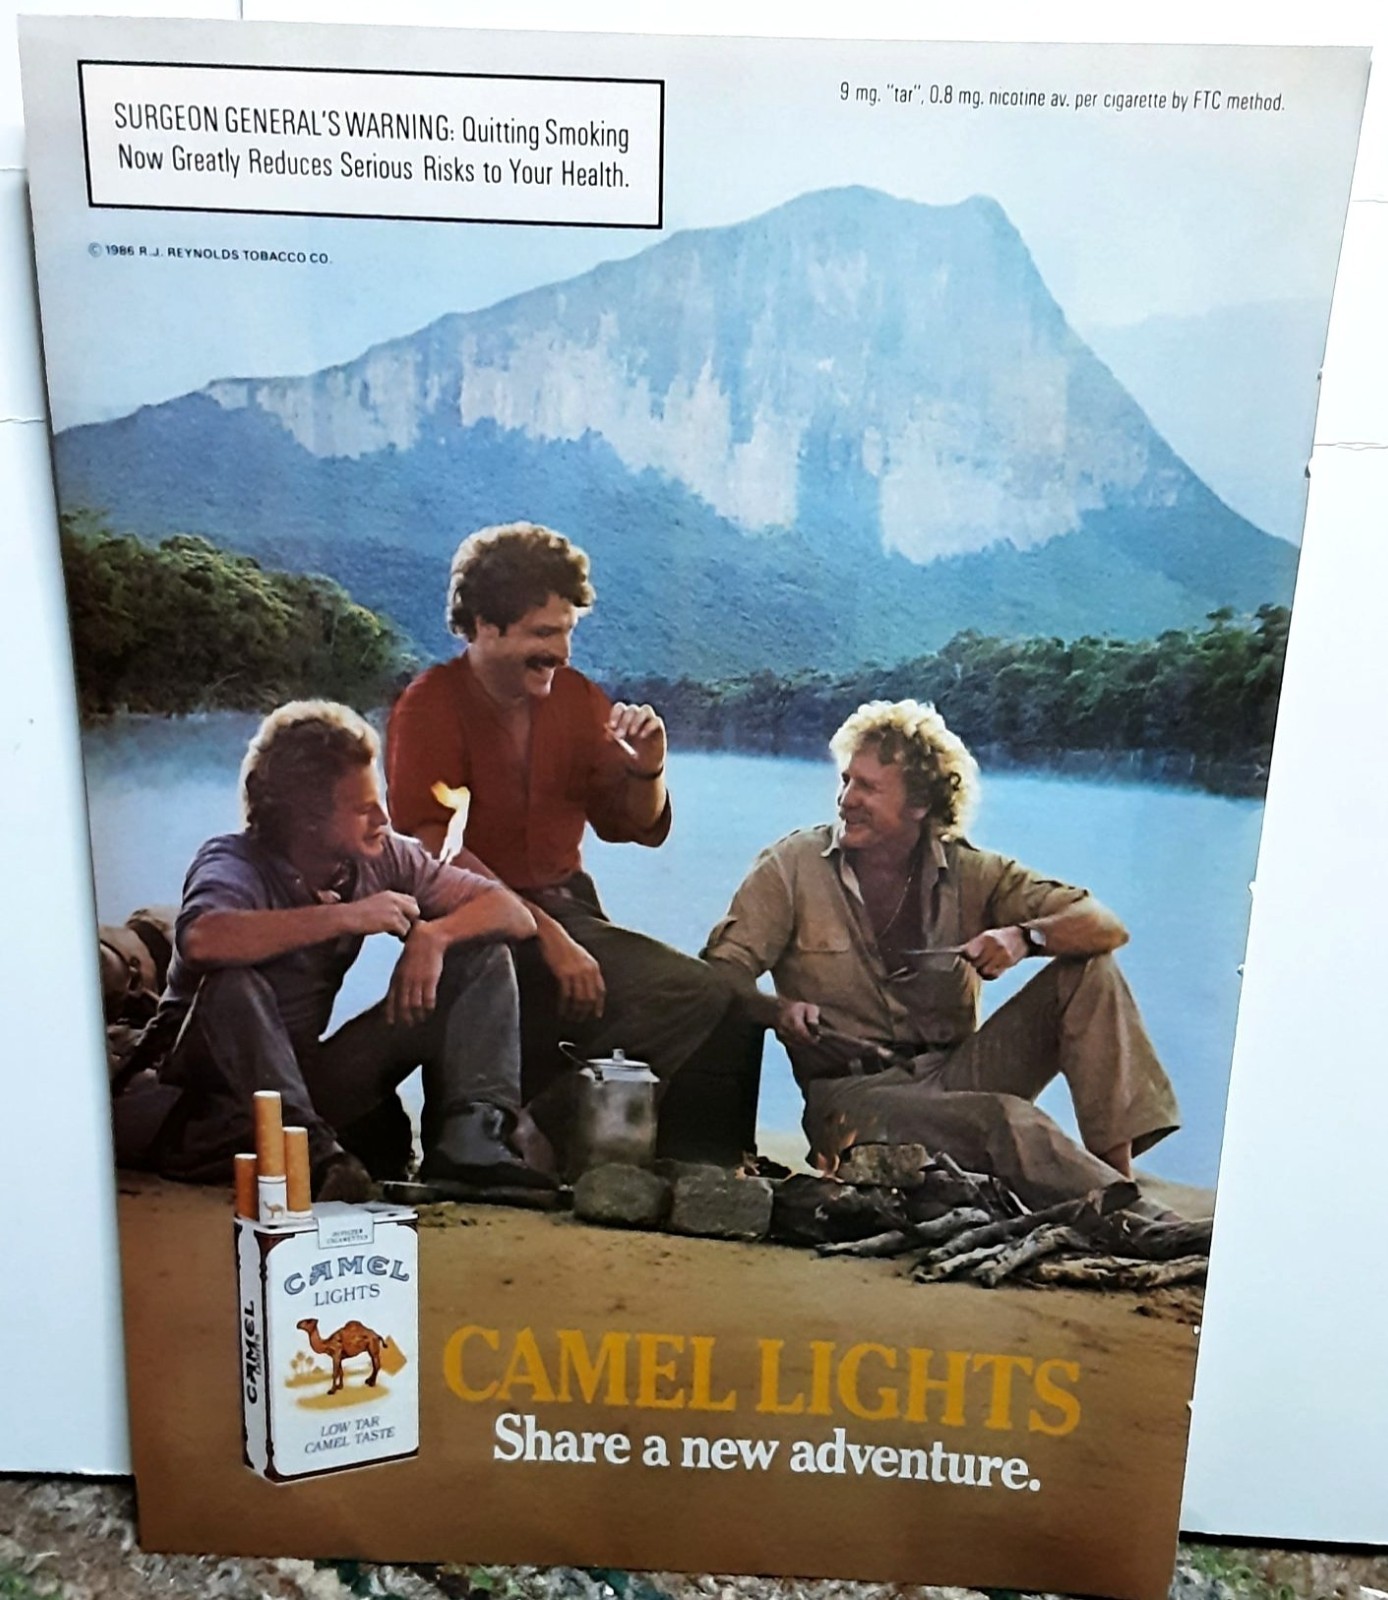 SURGEON GENERAL'S WARNING: Quitting Smoking
Now Greatly Reduces Serious Risks to Your Health.
9 mg. "tar", 0.8 mg. nicotine av. per cigarette by FTC method.
© 1986 R.J. REYNOLDS TOBACCO CO.
CAMEL
LIGHTS
CAMEL
LOW TAR
CAMEL TASTE
CAMEL LIGHTS
Share a new adventure.